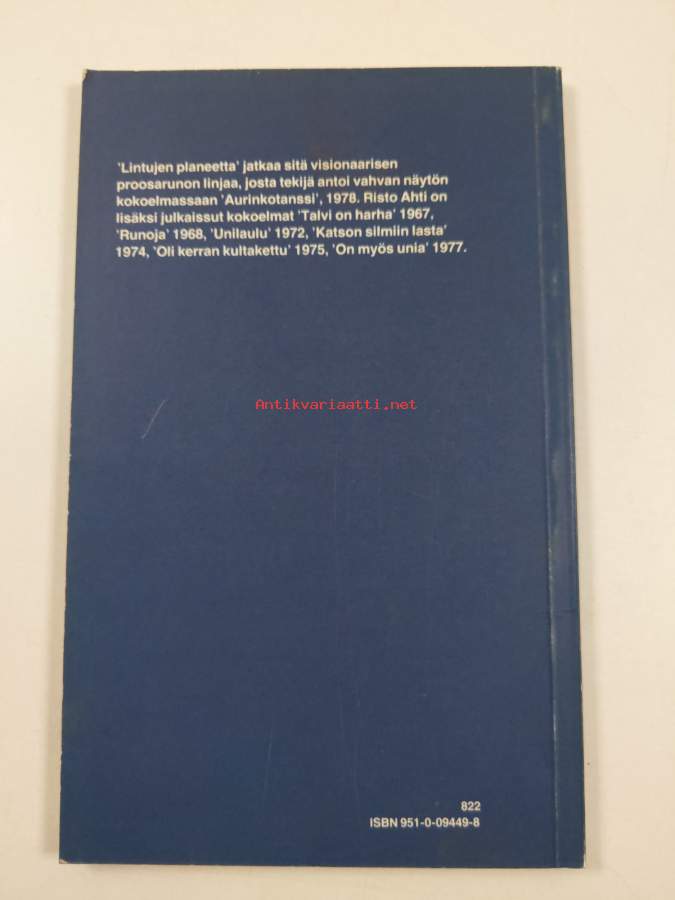 'Lintujen planeetta' jatkaa sitä visionaarisen
proosarunon linjaa, josta tekijä antoi vahvan näytön
kokoelmassaan 'Aurinkotanssi', 1978. Risto Ahti on
lisäksi julkaissut kokoelmat 'Talvi on harha' 1967,
'Runoja' 1968, 'Unilaulu' 1972, 'Katson silmiin lasta'
1974, 'Oli kerran kultakettu' 1975, 'On myös unia' 1977.
Antikvariaatti.net
822
ISBN 951-0-09449-8